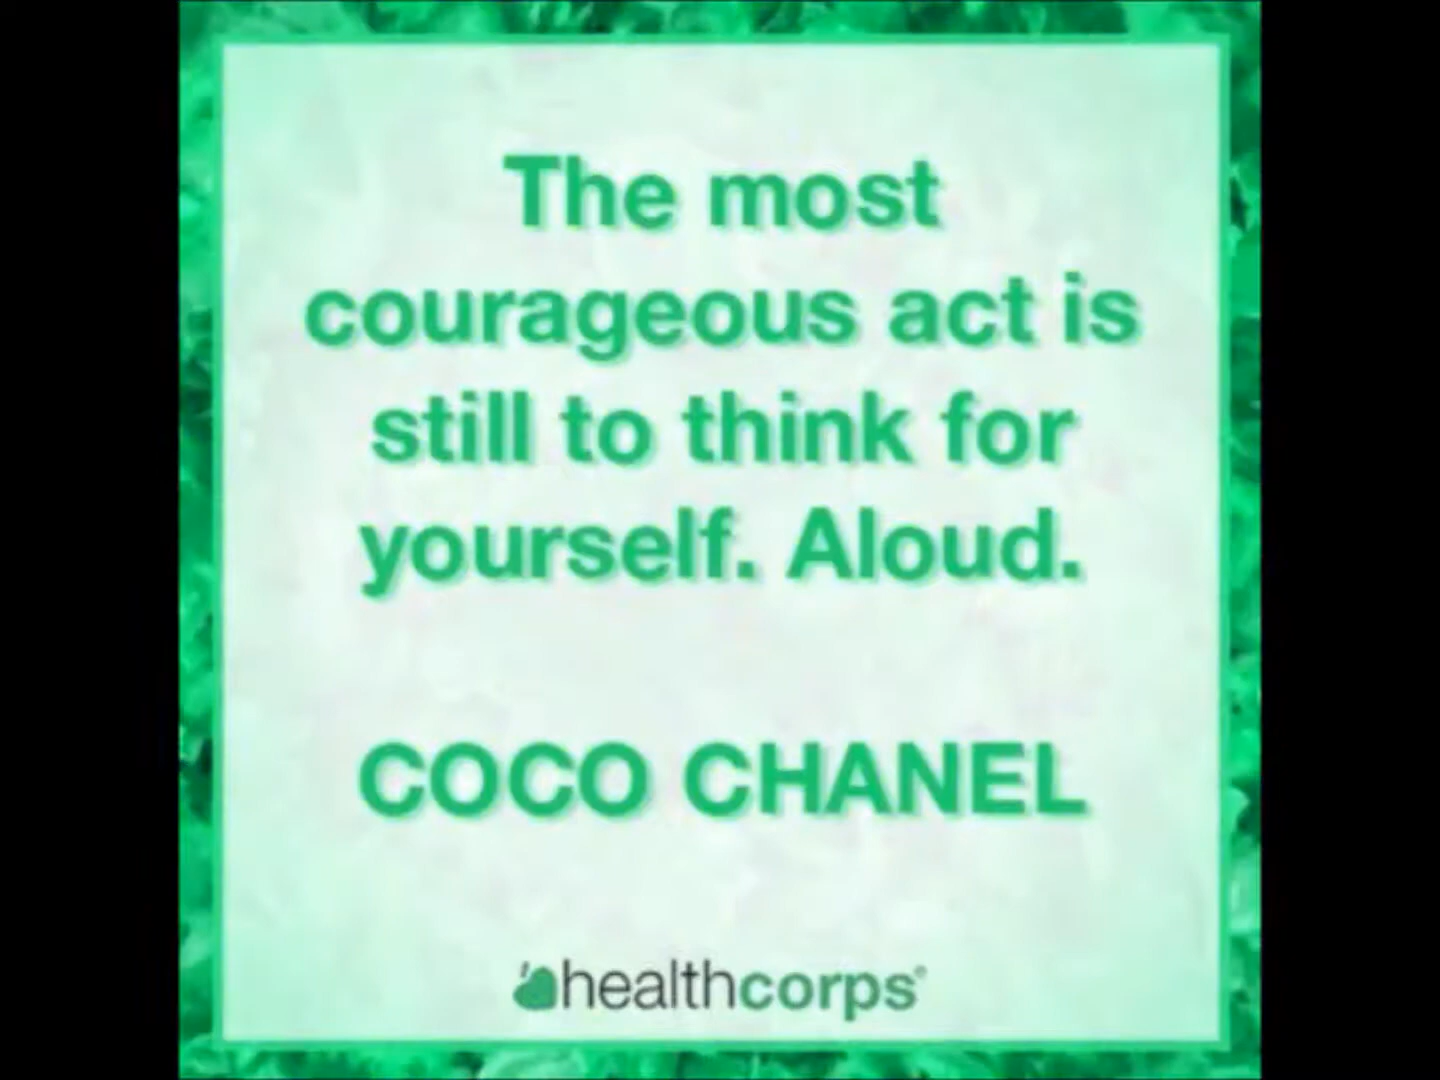 The most
courageous act is
still to think for
yourself. Aloud.
COCO CHANEL
healthcorps®